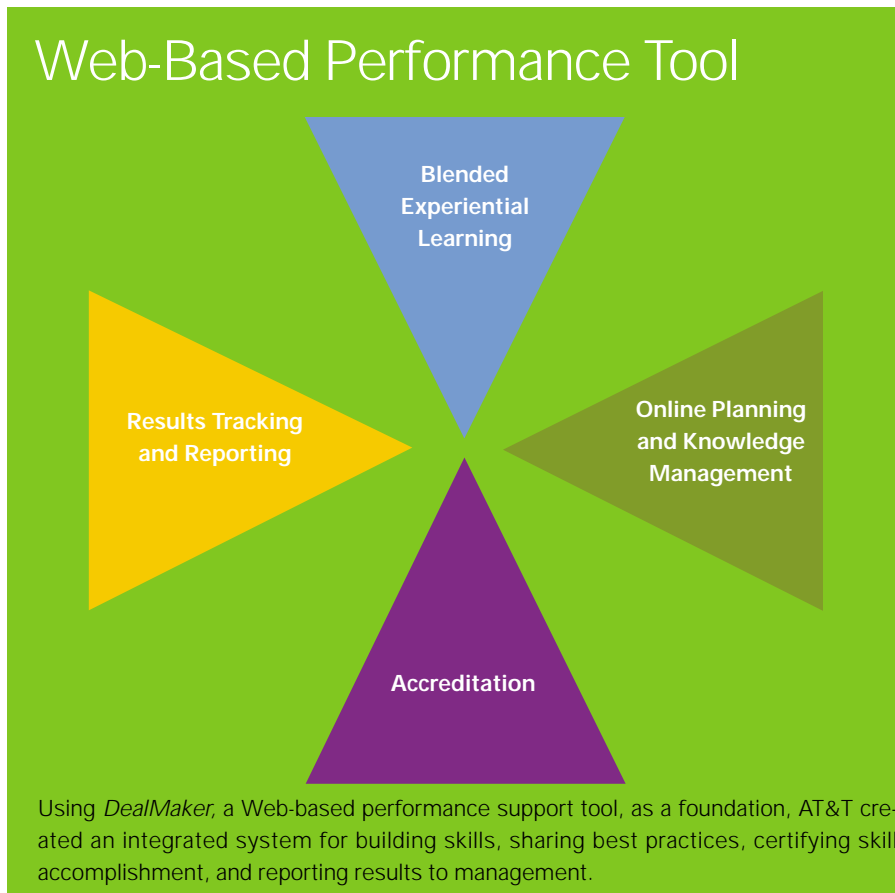 Web-Based Performance Tool
Blended
Experiential
Learning
Results Tracking
and Reporting
Online Planning
and Knowledge
Management
Accreditation
Using DealMaker, a Web-based performance support tool, as a foundation, AT&T cre-
ated an integrated system for building skills, sharing best practices, certifying skill
accomplishment, and reporting results to management.